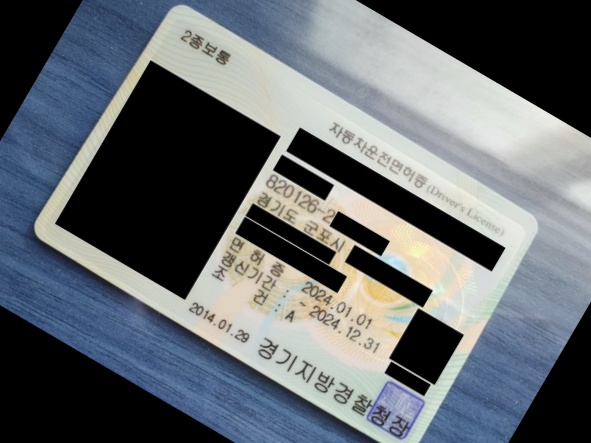 2종보통
자동차운전면허증 (Driver's License)
820126-2
경기도 군포시
면허증 2024.01.01
갱신기간 : ~ 2024.12.31
조 건 : A
2014.01.29
경기지방경찰청장